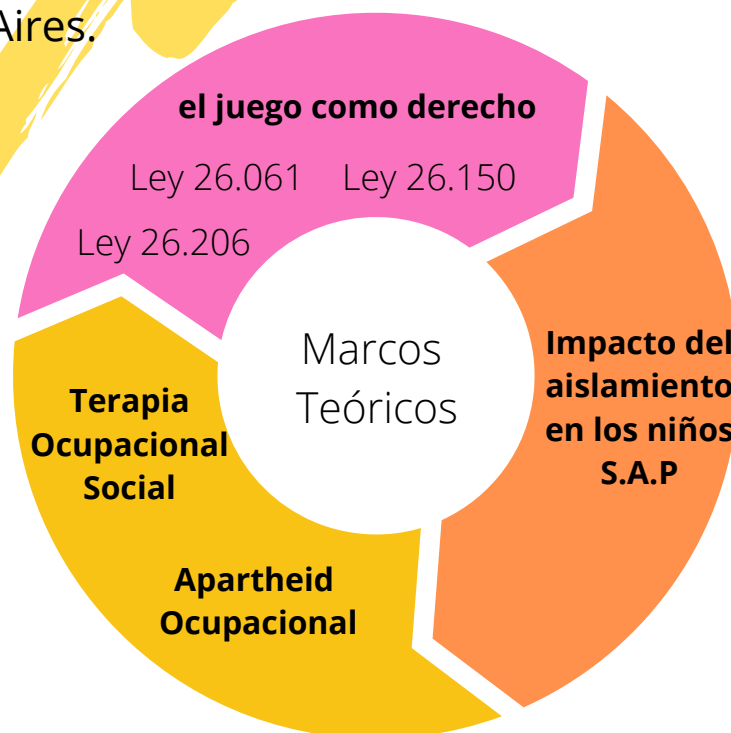 Aires.
el juego como derecho
Ley 26.061 Ley 26.150
Ley 26.206
Marcos
Teóricos
Impacto del
aislamiento
en los niños
S.A.P
Terapia
Ocupacional
Social
Apartheid
Ocupacional